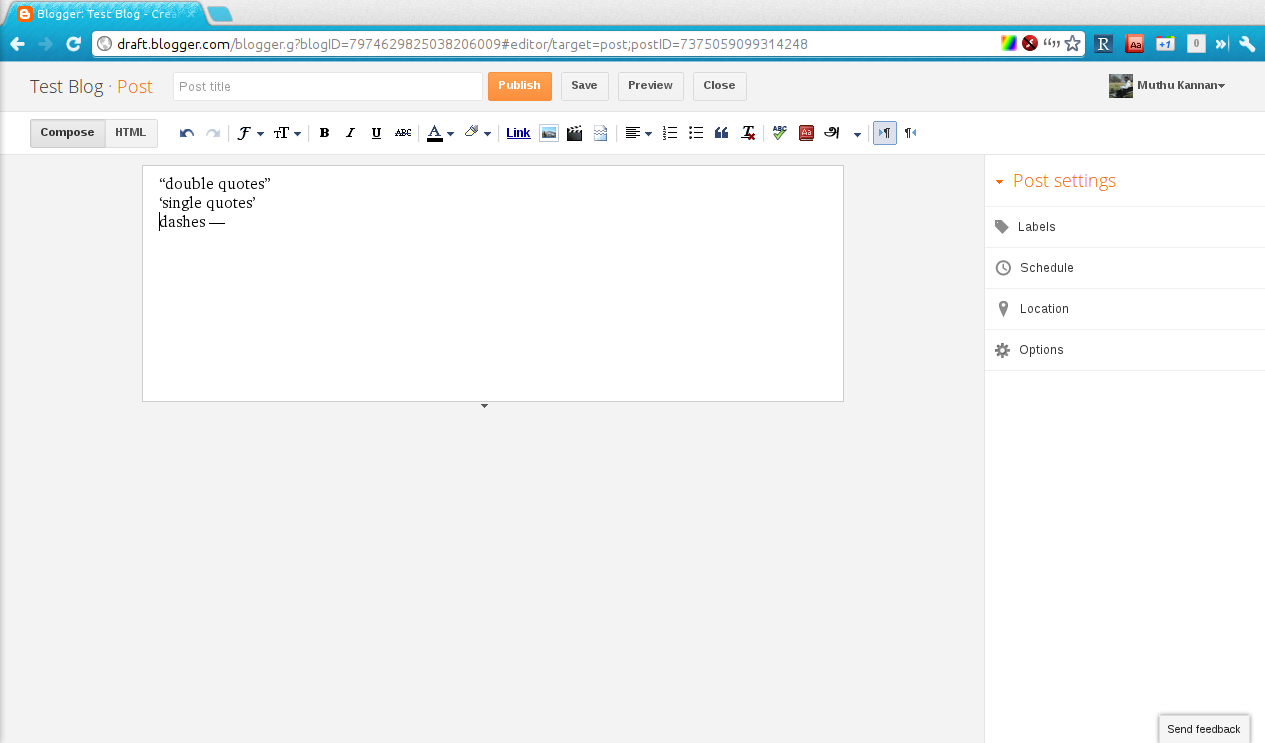 Blogger: Test Blog - Crea
draft.blogger.com/blogger.g?blogID=7974629825038206009#editor/target=post;postID=7375059099314248
R
Aa
+1
0
Test Blog · Post
Post title
Publish
Save
Preview
Close
Muthu Kannan
Compose
HTML
B
I
U
ABC
A
Link
ABC
Aa
அ
“double quotes”
‘single quotes’
dashes —
Post settings
Labels
Schedule
Location
Options
Send feedback